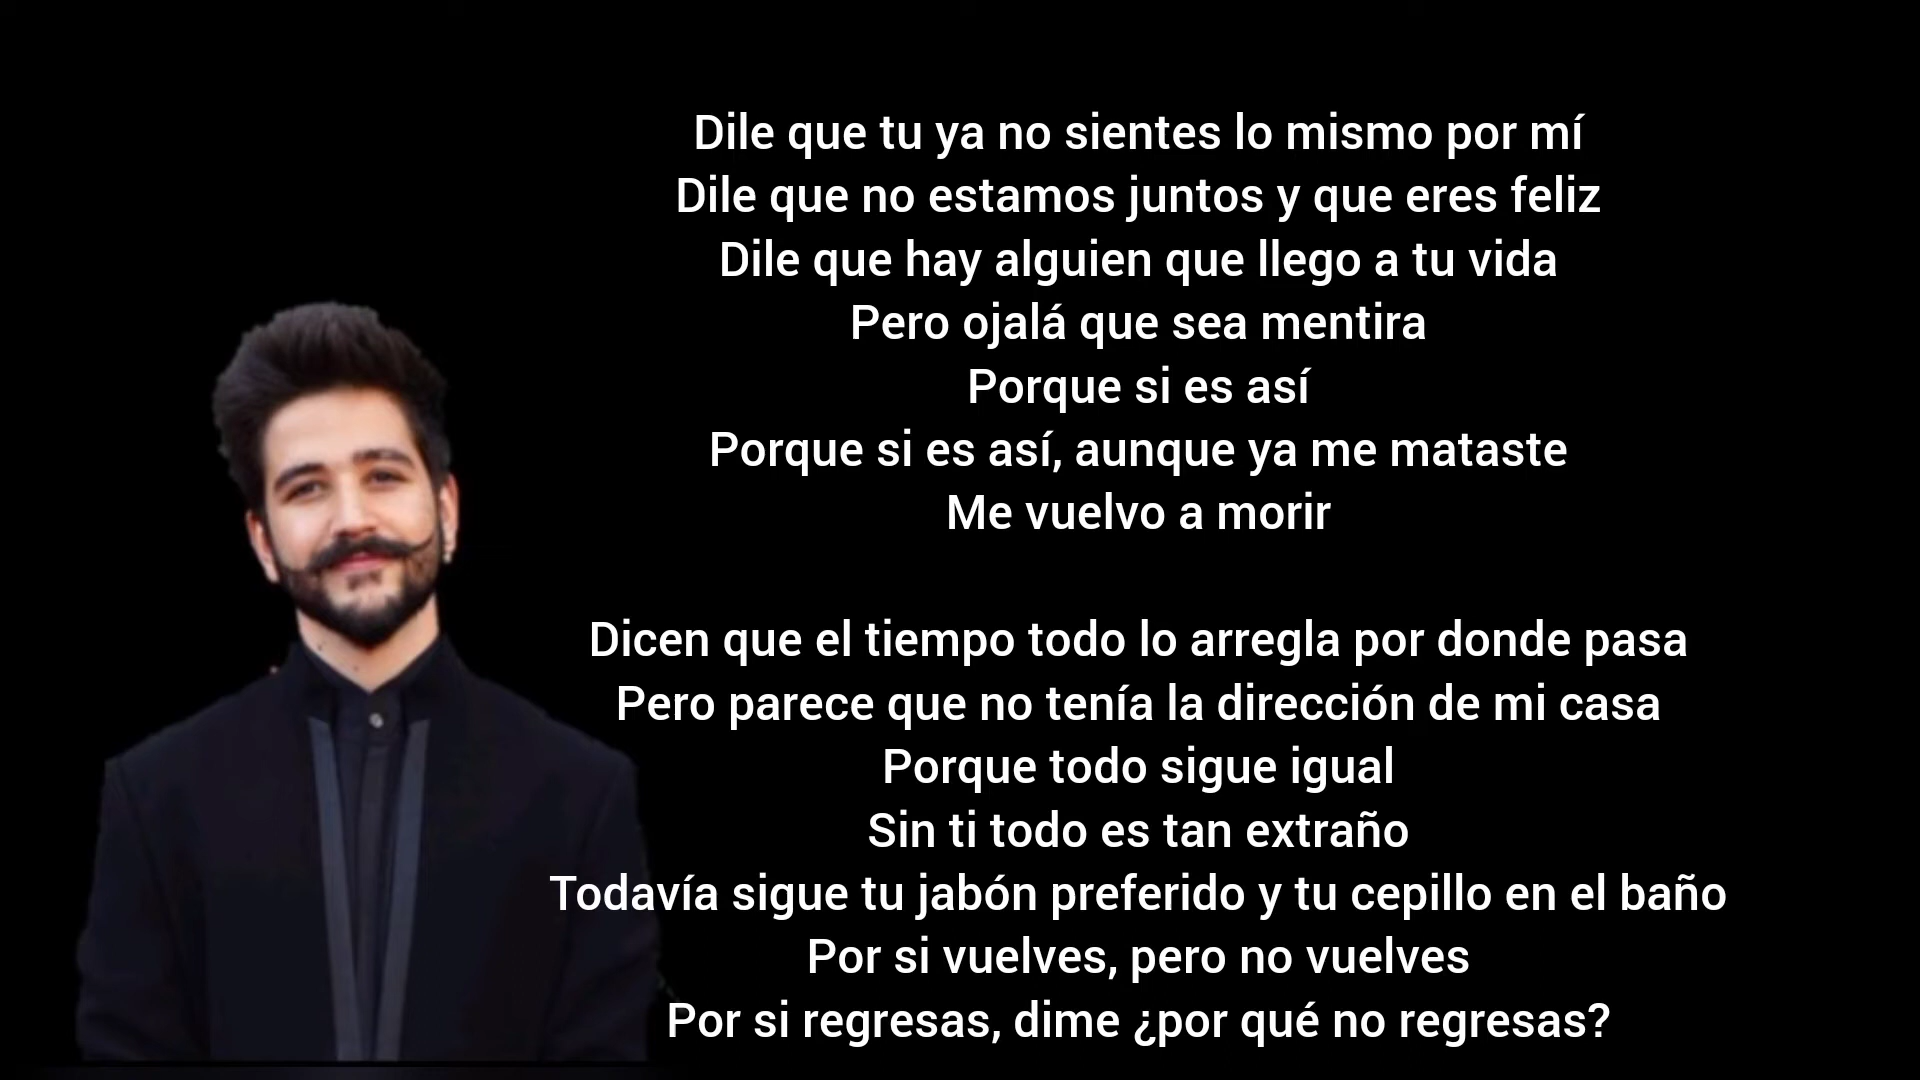 Dile que tu ya no sientes lo mismo por mí
Dile que no estamos juntos y que eres feliz
Dile que hay alguien que llego a tu vida
Pero ojalá que sea mentira
Porque si es así
Porque si es así, aunque ya me mataste
Me vuelvo a morir
Dicen que el tiempo todo lo arregla por donde pasa
Pero parece que no tenía la dirección de mi casa
Porque todo sigue igual
Sin ti todo es tan extraño
Todavía sigue tu jabón preferido y tu cepillo en el baño
Por si vuelves, pero no vuelves
Por si regresas, dime ¿por qué no regresas?